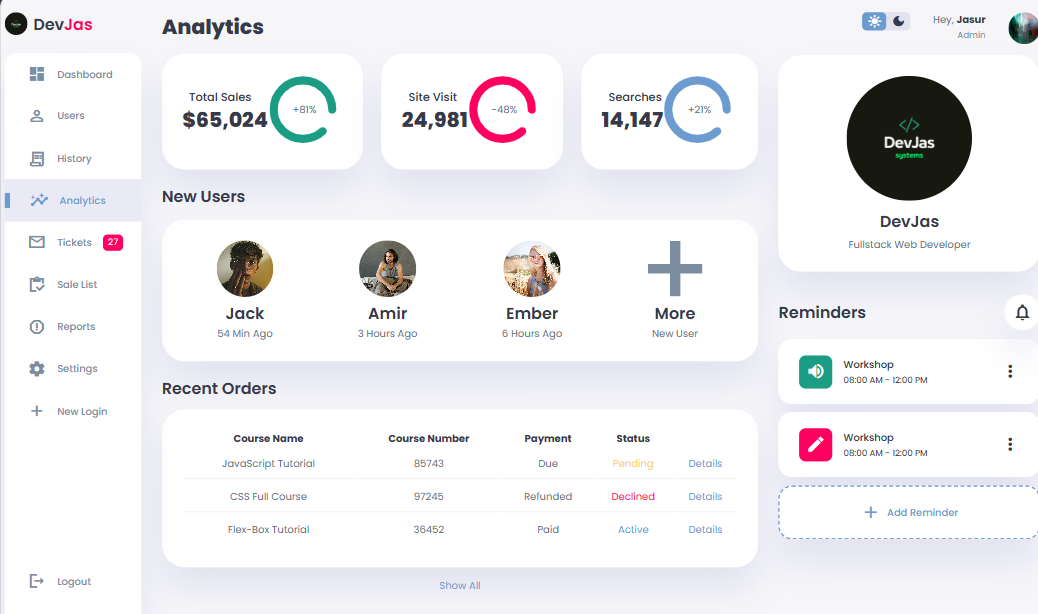 DevJas
Dashboard
Users
History
Analytics
Tickets 27
Sale List
Reports
Settings
New Login
Logout
Analytics
Total Sales
$65,024
+81%
Site Visit
24,981
-48%
Searches
14,147
+21%
New Users
Jack
54 Min Ago
Amir
3 Hours Ago
Ember
6 Hours Ago
More
New User
Recent Orders
Course Name Course Number Payment Status
JavaScript Tutorial 85743 Due Pending Details
CSS Full Course 97245 Refunded Declined Details
Flex-Box Tutorial 36452 Paid Active Details
Show All
Hey, Jasur
Admin
</>
DevJas
systems
DevJas
Fullstack Web Developer
Reminders
Workshop
08:00 AM - 12:00 PM
Workshop
08:00 AM - 12:00 PM
Add Reminder